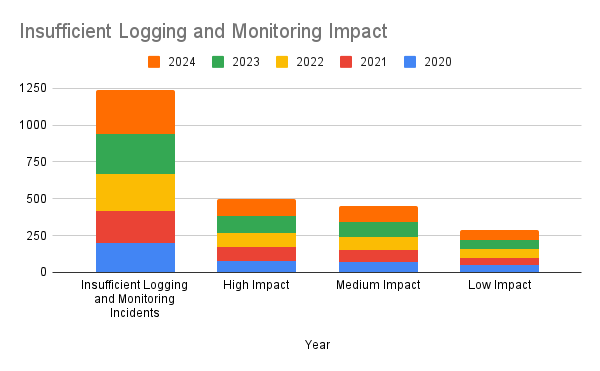 Insufficient Logging and Monitoring Impact
2024 2023 2022 2021 2020
1250
1000
750
500
250
0
Insufficient Logging and Monitoring Incidents
High Impact
Medium Impact
Low Impact
Year